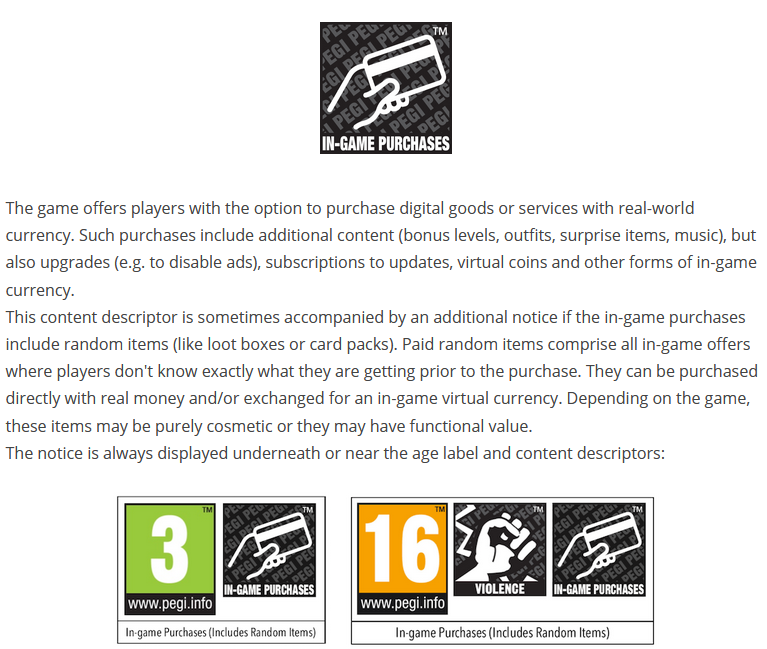 TM
IN-GAME PURCHASES
The game offers players with the option to purchase digital goods or services with real-world
currency. Such purchases include additional content (bonus levels, outfits, surprise items, music), but
also upgrades (e.g. to disable ads), subscriptions to updates, virtual coins and other forms of in-game
currency.
This content descriptor is sometimes accompanied by an additional notice if the in-game purchases
include random items (like loot boxes or card packs). Paid random items comprise all in-game offers
where players don't know exactly what they are getting prior to the purchase. They can be purchased
directly with real money and/or exchanged for an in-game virtual currency. Depending on the game,
these items may be purely cosmetic or they may have functional value.
The notice is always displayed underneath or near the age label and content descriptors:
TM
3
www.pegi.info
TM
IN-GAME PURCHASES
In-game Purchases (Includes Random Items)
TM
16
www.pegi.info
TM
VIOLENCE
TM
IN-GAME PURCHASES
In-game Purchases (Includes Random Items)